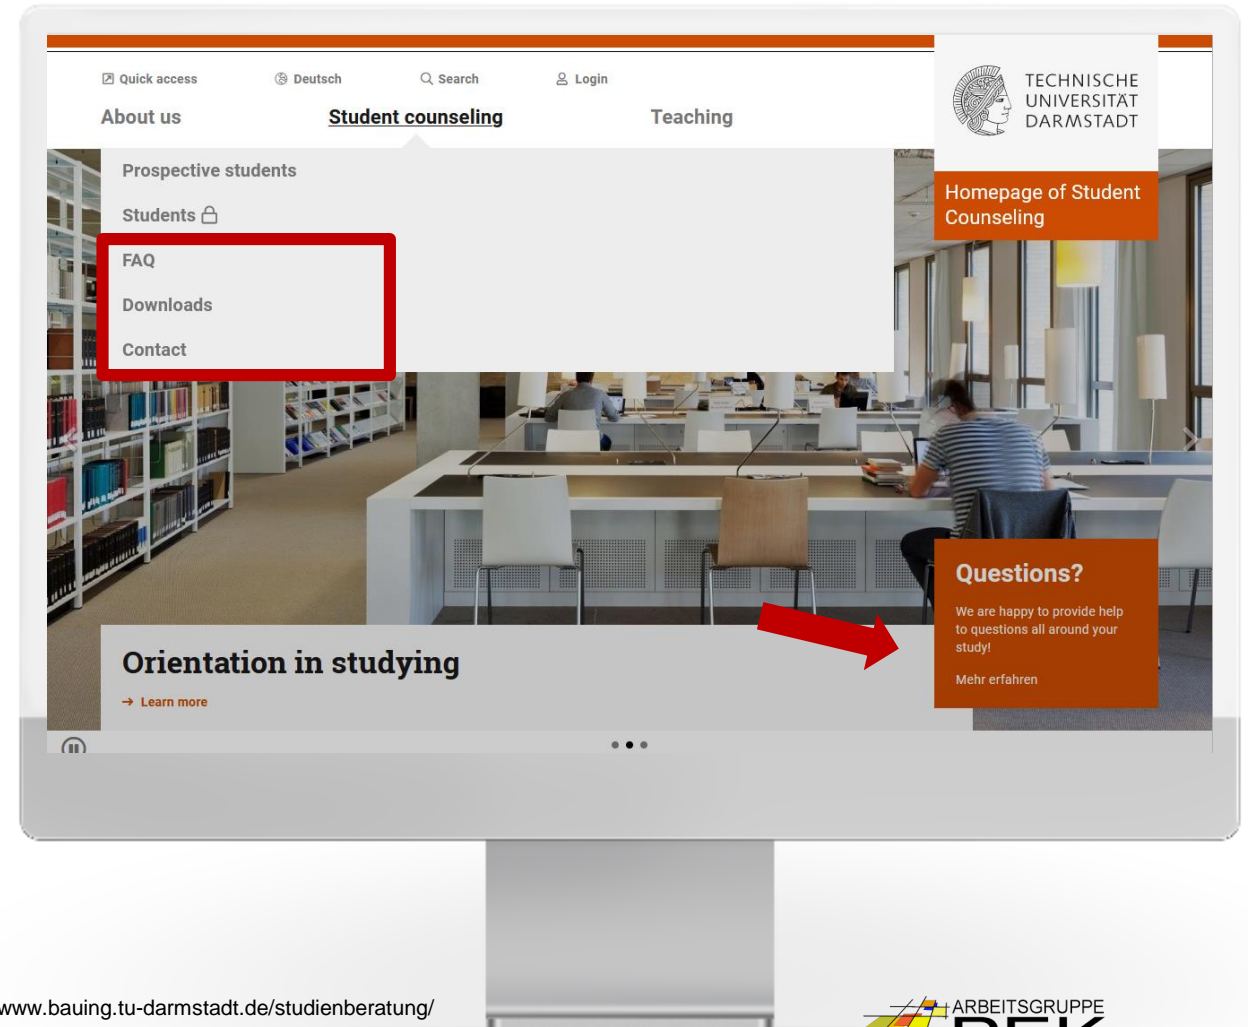 Quick access
Deutsch
Search
Login
About us
Student counseling
Teaching
TECHNISCHE
UNIVERSITÄT
DARMSTADT
Homepage of Student
Counseling
Prospective students
Students
FAQ
Downloads
Contact
Questions?
We are happy to provide help
to questions all around your
study!
Mehr erfahren
Orientation in studying
→ Learn more
www.bauing.tu-darmstadt.de/studienberatung/
ARBEITSGRUPPE